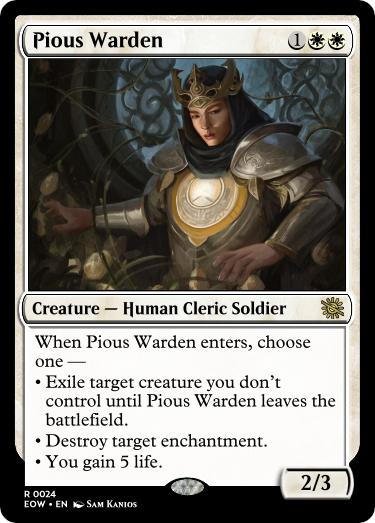 Pious Warden 1
Creature — Human Cleric Soldier
When Pious Warden enters, choose
one —
• Exile target creature you don't
control until Pious Warden leaves the
battlefield.
• Destroy target enchantment.
• You gain 5 life.
2/3
R 0024
EOW • EN Sam Kanios